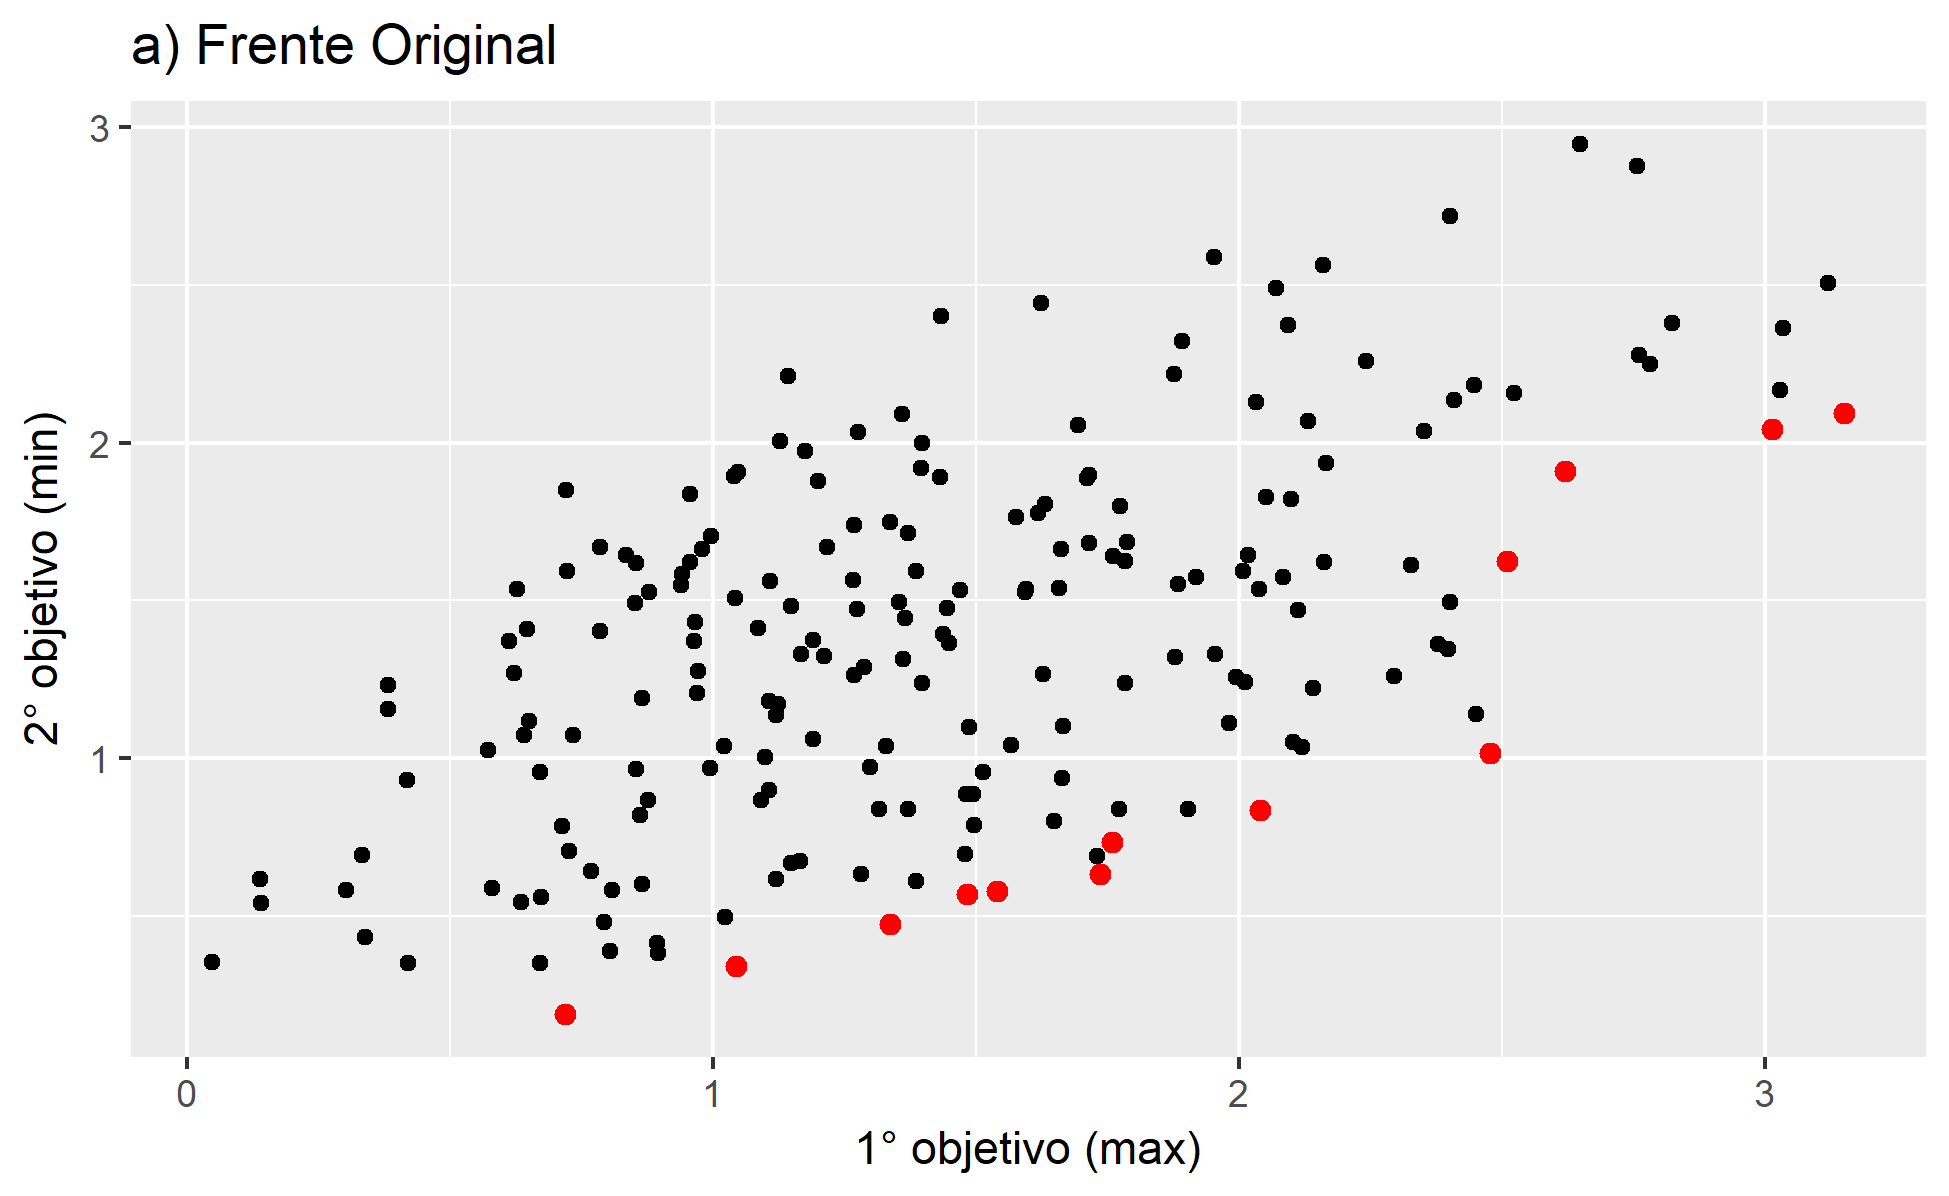 a) Frente Original
2° objetivo (min)
3
2
1
0 1 2 3
1° objetivo (max)